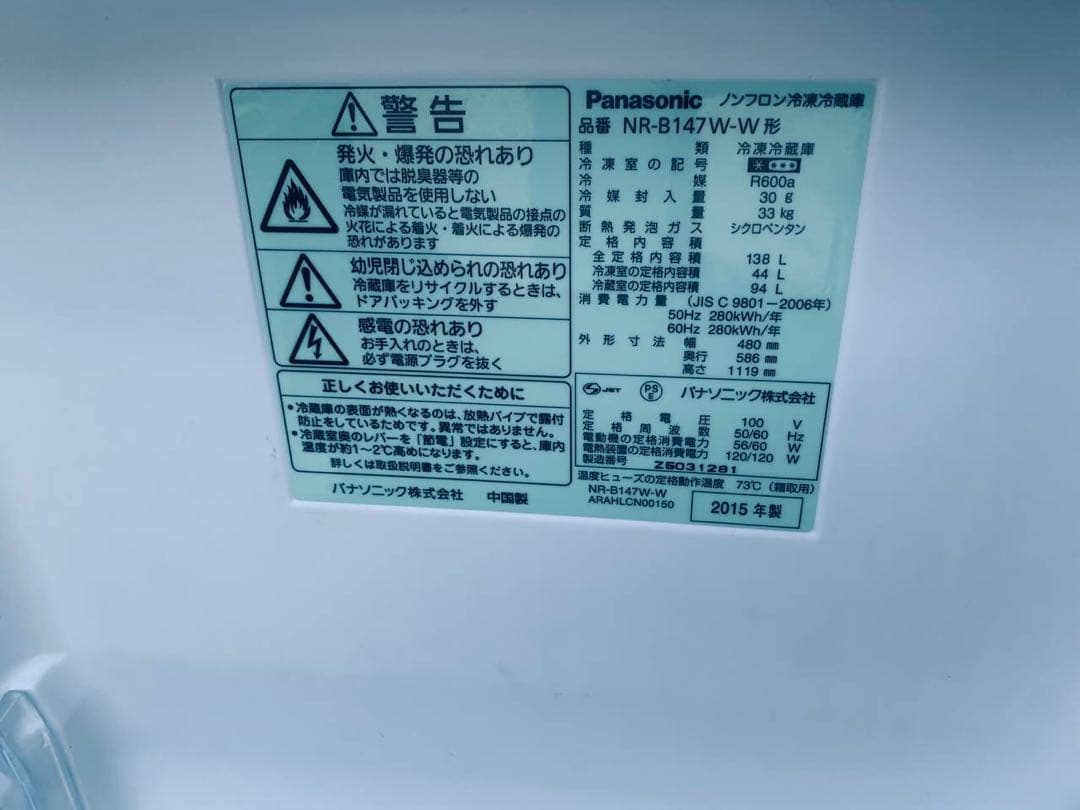 警告
発火・爆発の恐れあり
庫内では脱臭器等の
電気製品を使用しない
冷媒が漏れていると電気製品の接点の
火花による着火・着火による爆発の
恐れがあります
幼児閉じ込められの恐れあり
冷蔵庫をリサイクルするときは、
ドアパッキングを外す
感電の恐れあり
お手入れのときは、
必ず電源プラグを抜く
正しくお使いいただくために
・冷蔵庫の表面が熱くなるのは、放熱パイプで露付
防止をしているためです。異常ではありません。
・冷蔵室奥のレバーを「節電」設定にすると、庫内
温度が約1〜2℃高めになります。
詳しくは取扱説明書をご参照ください。
パナソニック株式会社 中国製
Panasonic ノンフロン冷凍冷蔵庫
品番 NR-B147W-W形
種類 冷凍冷蔵庫
冷凍室の記号 * ***
冷媒 R600a
冷媒封入量 30 g
質量 33 kg
断熱発泡ガス シクロペンタン
定格内容積
全定格内容積 138 L
冷凍室の定格内容積 44 L
冷蔵室の定格内容積 94 L
消費電力量 (JIS C 9801-2006年)
50Hz 280kWh/年
60Hz 280kWh/年
外形寸法 幅 480 mm
奥行 586 mm
高さ 1119 mm
S-JET PSE パナソニック株式会社
定格電圧 100 V
定格周波数 50/60 Hz
電動機の定格消費電力 56/60 W
電熱装置の定格消費電力 120/120 W
製造番号 Z5031281
温度ヒューズの定格動作温度 73℃ (霜取用)
NR-B147W-W
ARAHLCN00150
2015 年製